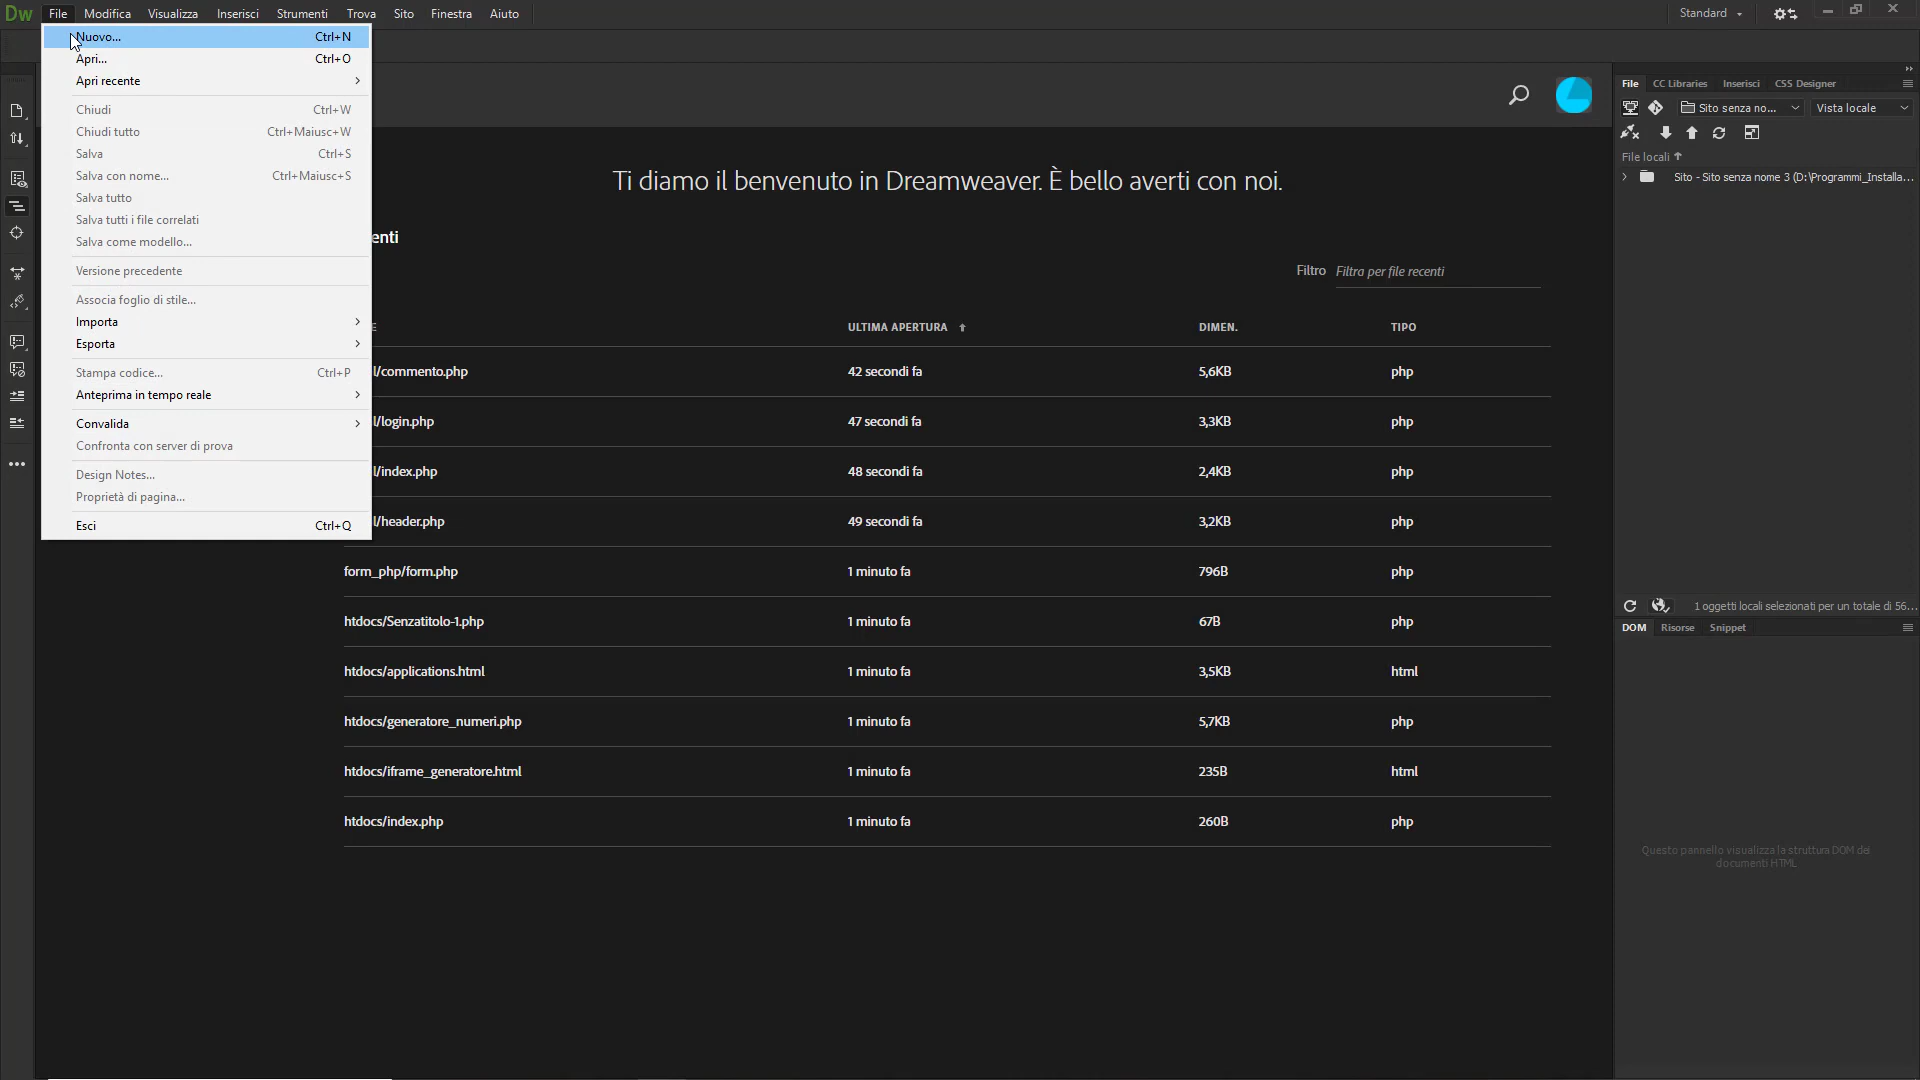 Dw File Modifica Visualizza Inserisci Strumenti Trova Sito Finestra Aiuto Standard
Nuovo... Ctrl+N
Apri... Ctrl+O
Apri recente
Chiudi Ctrl+W
Chiudi tutto Ctrl+Maiusc+W
Salva Ctrl+S
Salva con nome... Ctrl+Maiusc+S
Salva tutto
Salva tutti i file correlati
Salva come modello...
Versione precedente
Associa foglio di stile...
Importa
Esporta
Stampa codice... Ctrl+P
Anteprima in tempo reale
Convalida
Confronta con server di prova
Design Notes...
Proprietà di pagina...
Esci Ctrl+Q
Ti diamo il benvenuto in Dreamweaver. È bello averti con noi.
enti
Filtro Filtra per file recenti
E ULTIMA APERTURA DIMEN. TIPO
l/commento.php 42 secondi fa 5,6KB php
l/login.php 47 secondi fa 3,3KB php
l/index.php 48 secondi fa 2,4KB php
l/header.php 49 secondi fa 3,2KB php
form_php/form.php 1 minuto fa 796B php
htdocs/Senzatitolo-1.php 1 minuto fa 67B php
htdocs/applications.html 1 minuto fa 3,5KB html
htdocs/generatore_numeri.php 1 minuto fa 5,7KB php
htdocs/iframe_generatore.html 1 minuto fa 235B html
htdocs/index.php 1 minuto fa 260B php
File CC Libraries Inserisci CSS Designer
Sito senza no... Vista locale
File locali
Sito - Sito senza nome 3 (D:\Programmi_Installa...
1 oggetti locali selezionati per un totale di 56...
DOM Risorse Snippet
Questo pannello visualizza la struttura DOM dei
documenti HTML